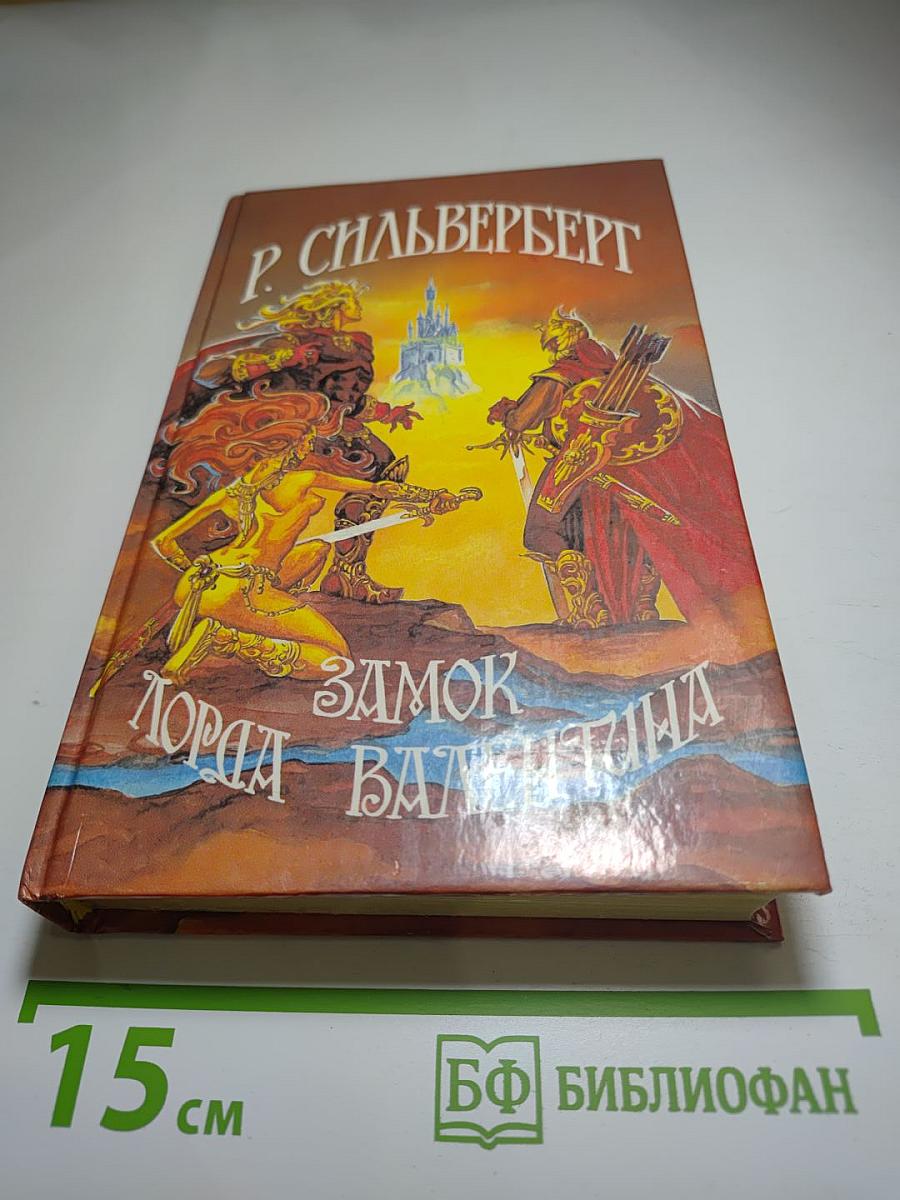 Р. СИЛЬВЕРБЕРГ
ЗАМОК
ЛОРДА ВАЛЕНТИНА
15 см
БФ БИБЛИОФАН